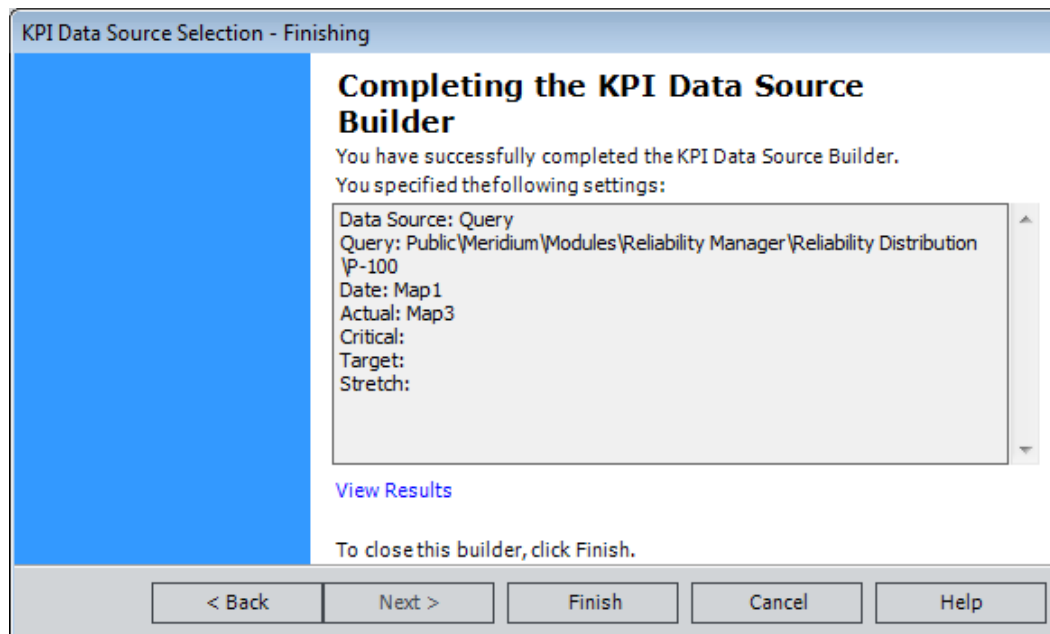 KPI Data Source Selection - Finishing
Completing the KPI Data Source
Builder
You have successfully completed the KPI Data Source Builder.
You specified the following settings:
Data Source: Query
Query: Public\Meridium\Modules\Reliability Manager\Reliability Distribution
\P-100
Date: Map1
Actual: Map3
Critical:
Target:
Stretch:
View Results
To close this builder, click Finish.
< Back
Next >
Finish
Cancel
Help